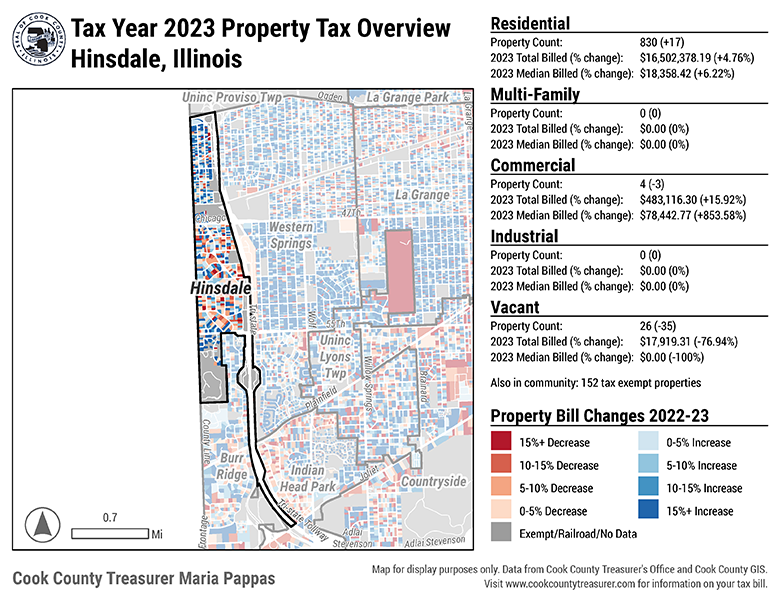 SEAL OF COOK COUNTY
ILLINOIS
Tax Year 2023 Property Tax Overview
Hinsdale, Illinois
Uninc Proviso Twp
Ogden
La Grange Park
La Grange
La Grange
47Th
Chicago
Western
Springs
Hinsdale
Tri-state
Wolf
55Th
Uninc
Lyons
Twp
Willow Springs
Brainard
Plainfield
County Line
Burr
Ridge
Indian
Head Park
Joliet
Countryside
Tri-state Tollway
Frontage
Adlai
Stevenson
Adlai Stevenson
0.7
Mi
Residential
Property Count: 830 (+17)
2023 Total Billed (% change): $16,502,378.19 (+4.76%)
2023 Median Billed (% change): $18,358.42 (+6.22%)
Multi-Family
Property Count: 0 (0)
2023 Total Billed (% change): $0.00 (0%)
2023 Median Billed (% change): $0.00 (0%)
Commercial
Property Count: 4 (-3)
2023 Total Billed (% change): $483,116.30 (+15.92%)
2023 Median Billed (% change): $78,442.77 (+853.58%)
Industrial
Property Count: 0 (0)
2023 Total Billed (% change): $0.00 (0%)
2023 Median Billed (% change): $0.00 (0%)
Vacant
Property Count: 26 (-35)
2023 Total Billed (% change): $17,919.31 (-76.94%)
2023 Median Billed (% change): $0.00 (-100%)
Also in community: 152 tax exempt properties
Property Bill Changes 2022-23
15%+ Decrease
0-5% Increase
10-15% Decrease
5-10% Increase
5-10% Decrease
10-15% Increase
0-5% Decrease
15%+ Increase
Exempt/Railroad/No Data
Cook County Treasurer Maria Pappas
Map for display purposes only. Data from Cook County Treasurer's Office and Cook County GIS.
Visit www.cookcountytreasurer.com for information on your tax bill.